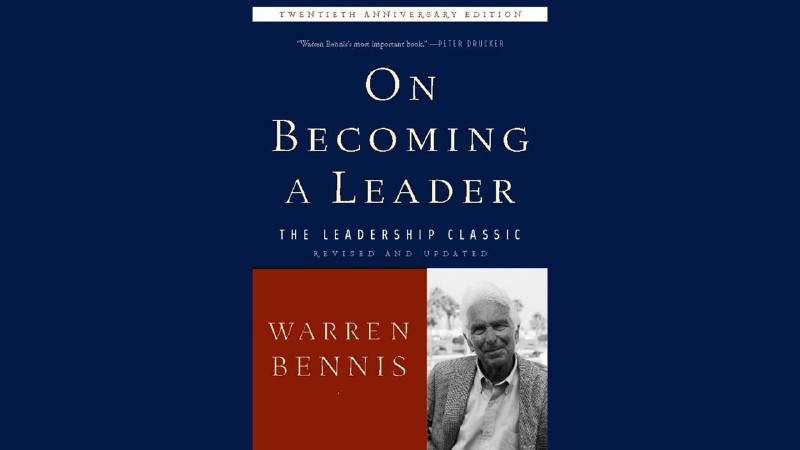 TWENTIETH ANNIVERSARY EDITION
"Warren Bennis's most important book." —PETER DRUCKER
ON
BECOMING
A LEADER
THE LEADERSHIP CLASSIC
REVISED AND UPDATED
WARREN
BENNIS